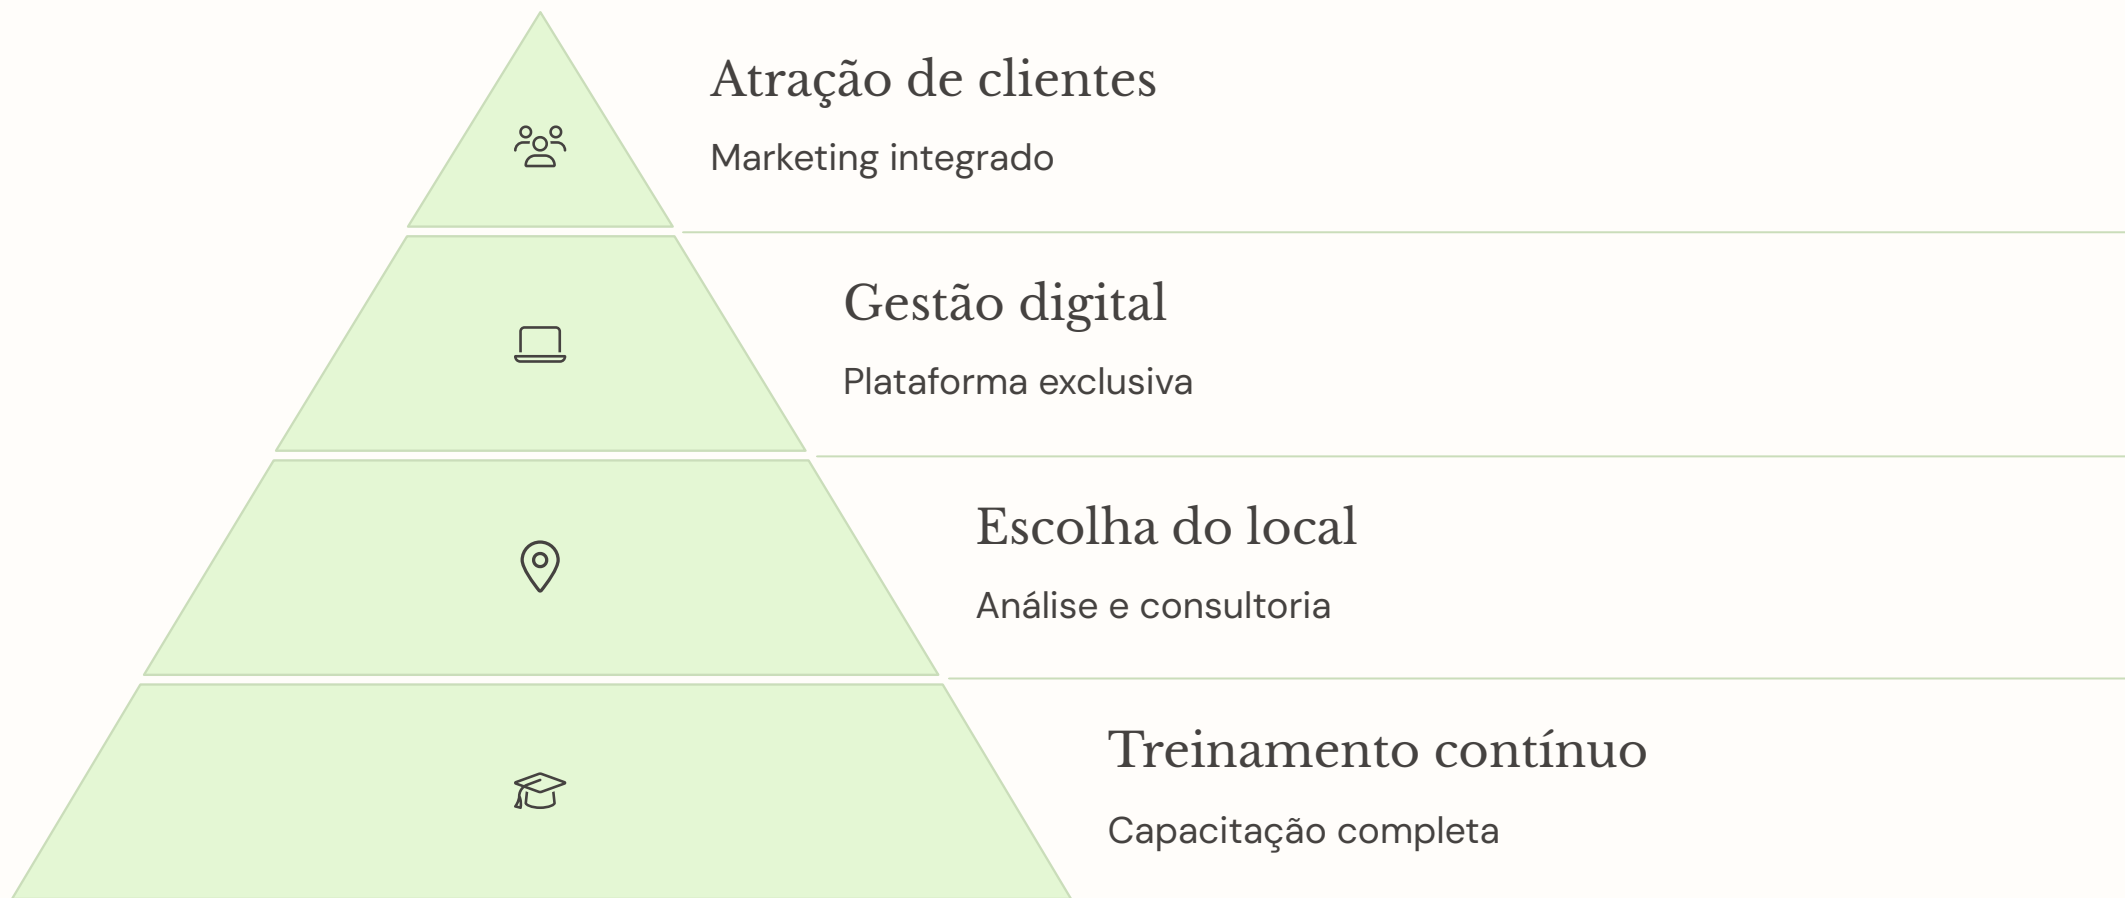 Atração de clientes
Marketing integrado
Gestão digital
Plataforma exclusiva
Escolha do local
Análise e consultoria
Treinamento contínuo
Capacitação completa